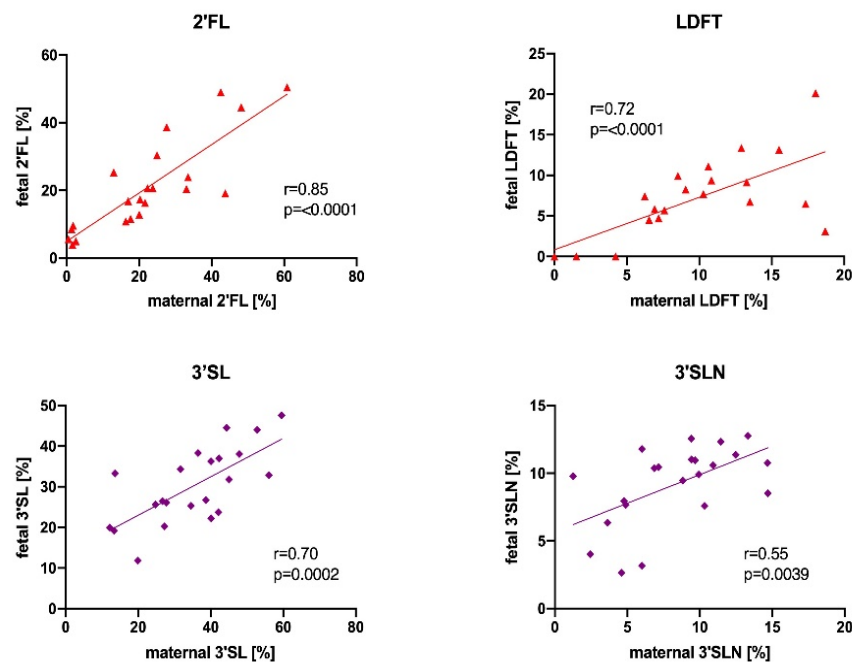 2'FL
60
40
20
0
0
20
40
60
80
fetal 2'FL [%]
maternal 2'FL [%]
r=0.85
p=<0.0001
LDFT
25
20
15
10
5
0
0
5
10
15
20
fetal LDFT [%]
maternal LDFT [%]
r=0.72
p=<0.0001
3’SL
50
40
30
20
10
0
0
20
40
60
80
fetal 3'SL [%]
maternal 3'SL [%]
r=0.70
p=0.0002
3'SLN
15
10
5
0
0
5
10
15
20
fetal 3'SLN [%]
maternal 3'SLN [%]
r=0.55
p=0.0039